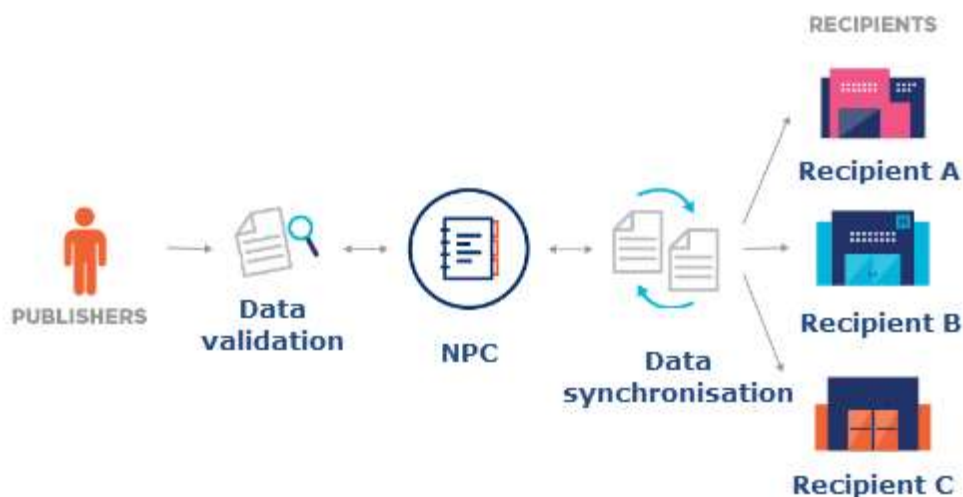 RECIPIENTS
Recipient A
PUBLISHERS
Data
validation
NPC
Data
synchronisation
Recipient B
Recipient C